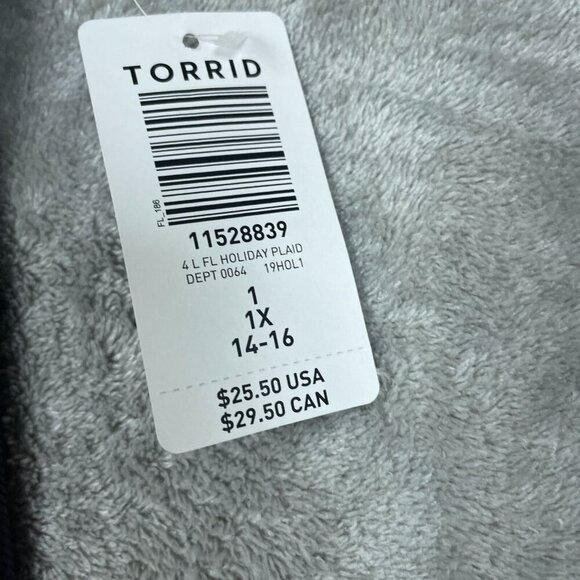 TORRID
FL_186
11528839
4 L FL HOLIDAY PLAID
DEPT 0064 19HOL1
1
1X
14-16
$25.50 USA
$29.50 CAN